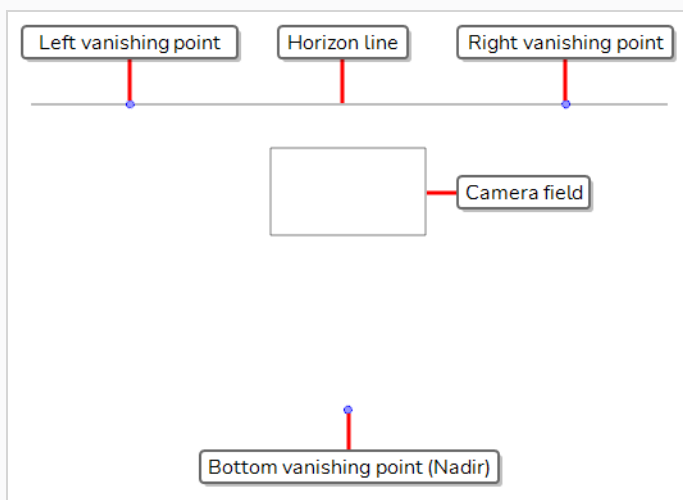 Left vanishing point
Horizon line
Right vanishing point
Camera field
Bottom vanishing point (Nadir)